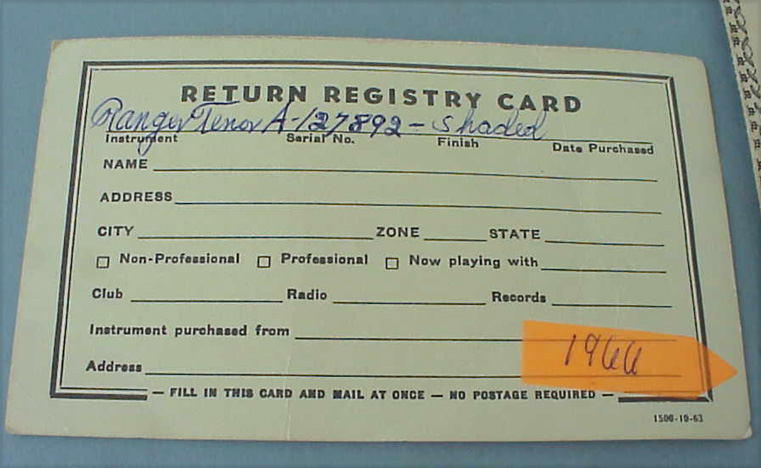 RETURN REGISTRY CARD
Ranger Tenor A-127892 - shaded
Instrument Serial No. Finish Date Purchased
NAME
ADDRESS
CITY ZONE STATE
Non-Professional Professional Now playing with
Club Radio Records
Instrument purchased from
1966
Address
— FILL IN THIS CARD AND MAIL AT ONCE — NO POSTAGE REQUIRED —
1500-10-63